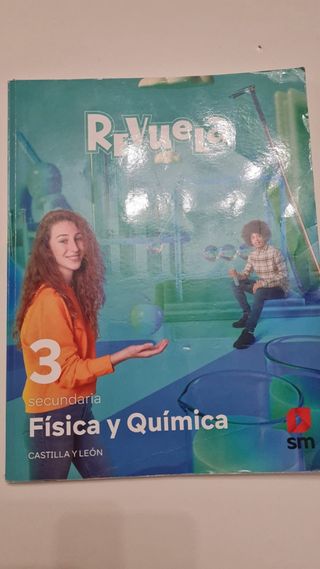 Revuela
3
secundaria
Física y Química
CASTILLA Y LEÓN
sm